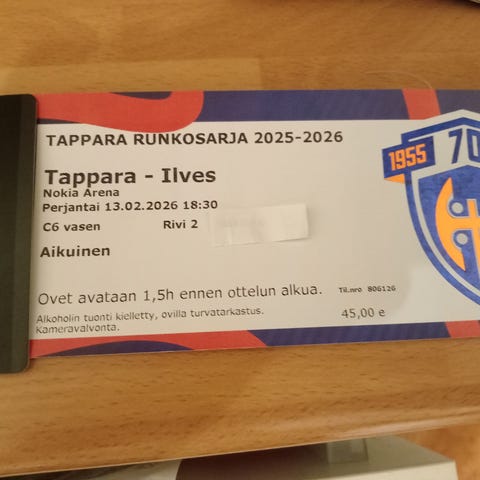 TAPPARA RUNKOSARJA 2025-2026
Tappara - Ilves
Nokia Arena
Perjantai 13.02.2026 18:30
C6 vasen Rivi 2
Aikuinen
Ovet avataan 1,5h ennen ottelun alkua.
Til.nro 806126
Alkoholin tuonti kielletty, ovilla turvatarkastus.
Kameravalvonta.
45,00 e
1955
70